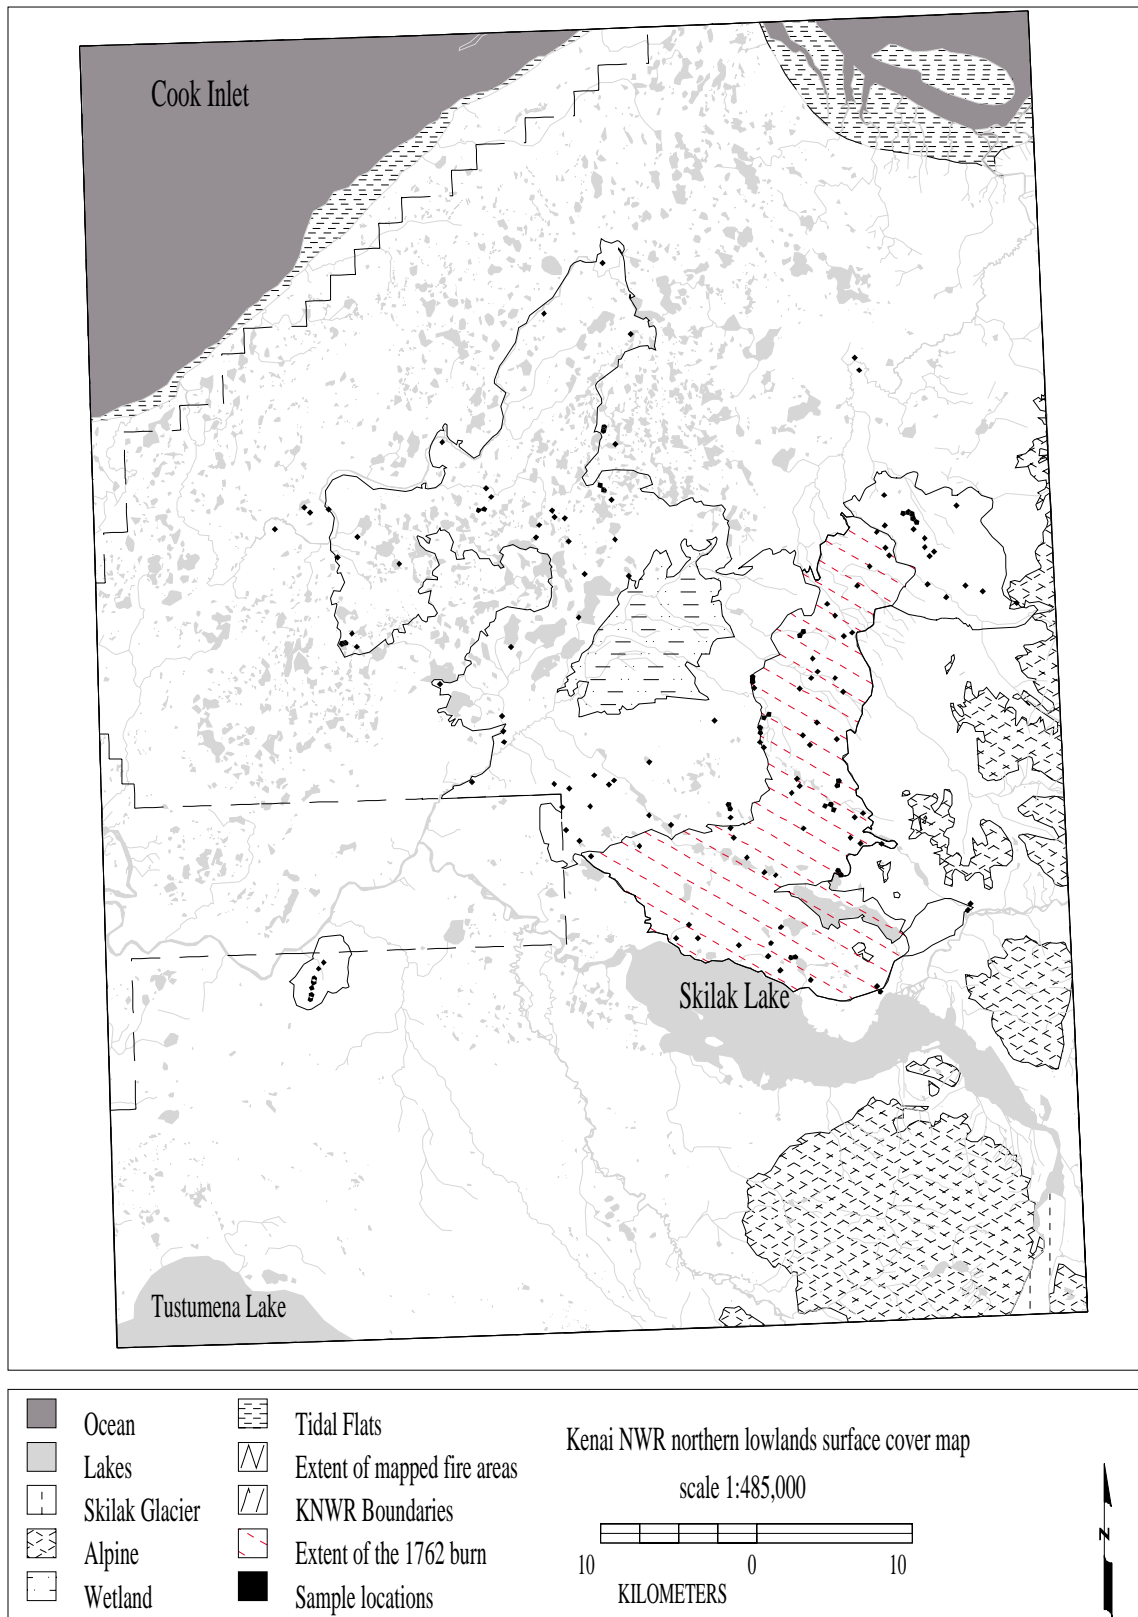 Cook Inlet
Skilak Lake
Tustumena Lake
Ocean
Lakes
Skilak Glacier
Alpine
Wetland
Tidal Flats
Extent of mapped fire areas
KNWR Boundaries
Extent of the 1762 burn
Sample locations
Kenai NWR northern lowlands surface cover map
scale 1:485,000
10 0 10
KILOMETERS
N